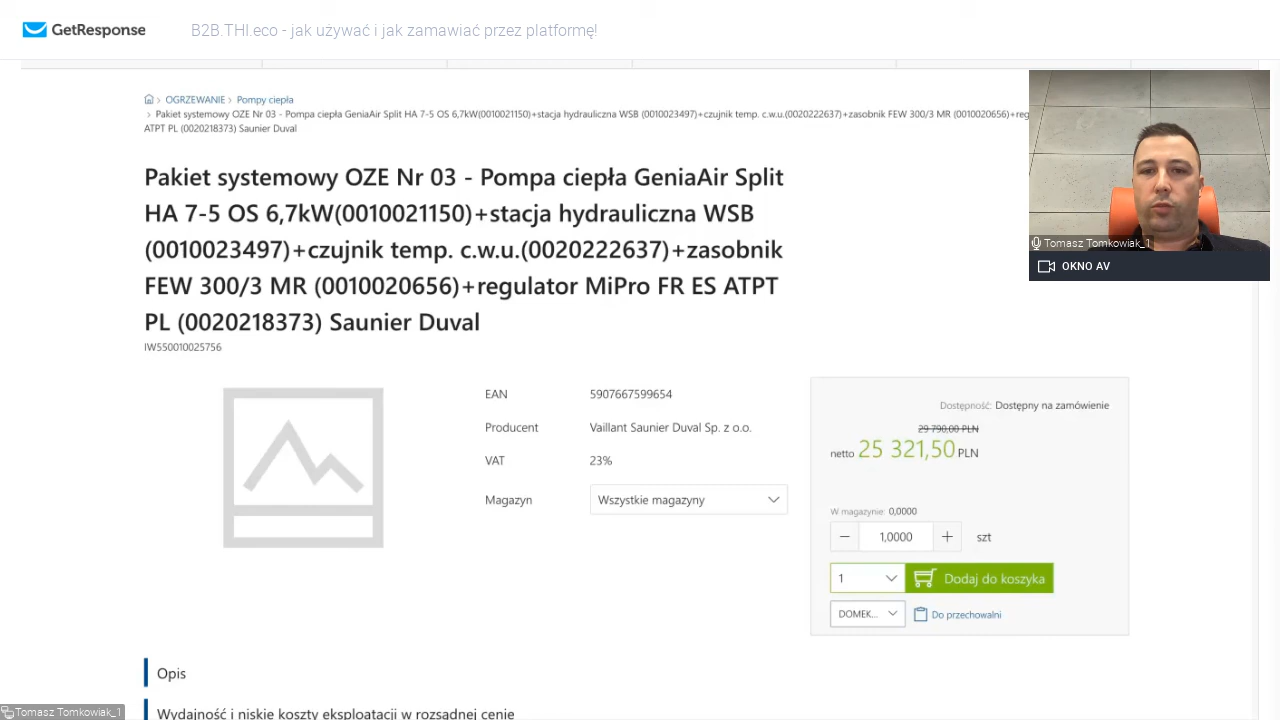 GetResponse
B2B.THI.eco - jak używać i jak zamawiać przez platformę!
OGRZEWANIE › Pompy ciepła
› Pakiet systemowy OZE Nr 03 - Pompa ciepła GeniaAir Split HA 7-5 OS 6,7kW(0010021150)+stacja hydrauliczna WSB (0010023497)+czujnik temp. c.w.u.(0020222637)+zasobnik FEW 300/3 MR (0010020656)+reg
ATPT PL (0020218373) Saunier Duval
Pakiet systemowy OZE Nr 03 - Pompa ciepła GeniaAir Split
HA 7-5 OS 6,7kW(0010021150)+stacja hydrauliczna WSB
(0010023497)+czujnik temp. c.w.u.(0020222637)+zasobnik
FEW 300/3 MR (0010020656)+regulator MiPro FR ES ATPT
PL (0020218373) Saunier Duval
IW550010025756
Tomasz Tomkowiak_1
OKNO AV
EAN 5907667599654
Producent Vaillant Saunier Duval Sp. z o.o.
VAT 23%
Magazyn Wszystkie magazyny
Dostępność: Dostępny na zamówienie
29 790,00 PLN
netto 25 321,50 PLN
W magazynie: 0,0000
− 1,0000 + szt
1 Dodaj do koszyka
DOMEK... Do przechowalni
Opis
Wydajność i niskie koszty eksploatacji w rozsądnej cenie
Tomasz Tomkowiak_1